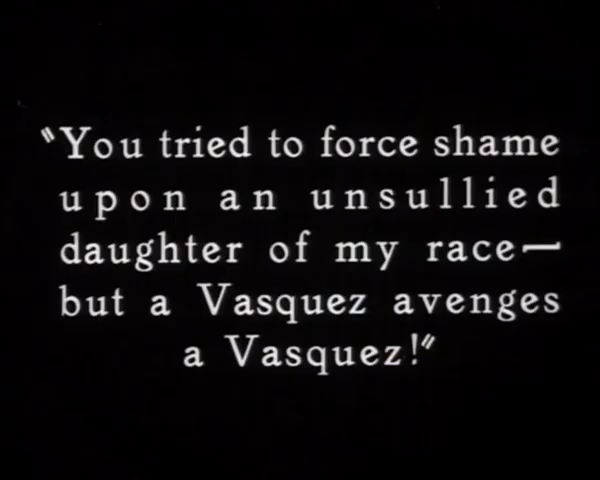 "You tried to force shame
upon an unsullied
daughter of my race—
but a Vasquez avenges
a Vasquez!"